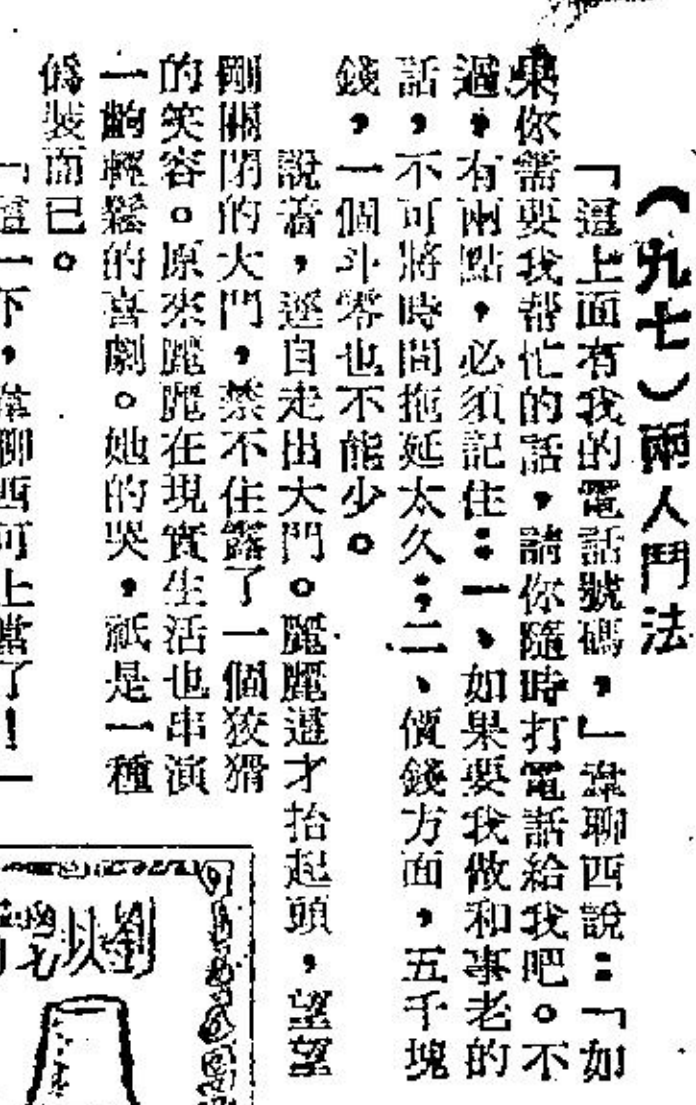 （九七）兩人鬥法
「這上面有我的電話號碼，」韋聊西說：「如
果你需要我幫忙的話，請你隨時打電話給我吧。不
過，有兩點，必須記住：一、如果要我做和事老的
話，不可將時間拖延太久；二、價錢方面，五千塊
錢，一個斗零也不能少。
說着，逕自走出大門。麗麗這才抬起頭，望望
剛關閉的大門，禁不住露了一個狡猾
的笑容。原來麗麗在現實生活也串演
一齣輕鬆的喜劇。她的哭，祇是一種
偽裝而已。
「這一下，韋聊西可上當了！
劉以